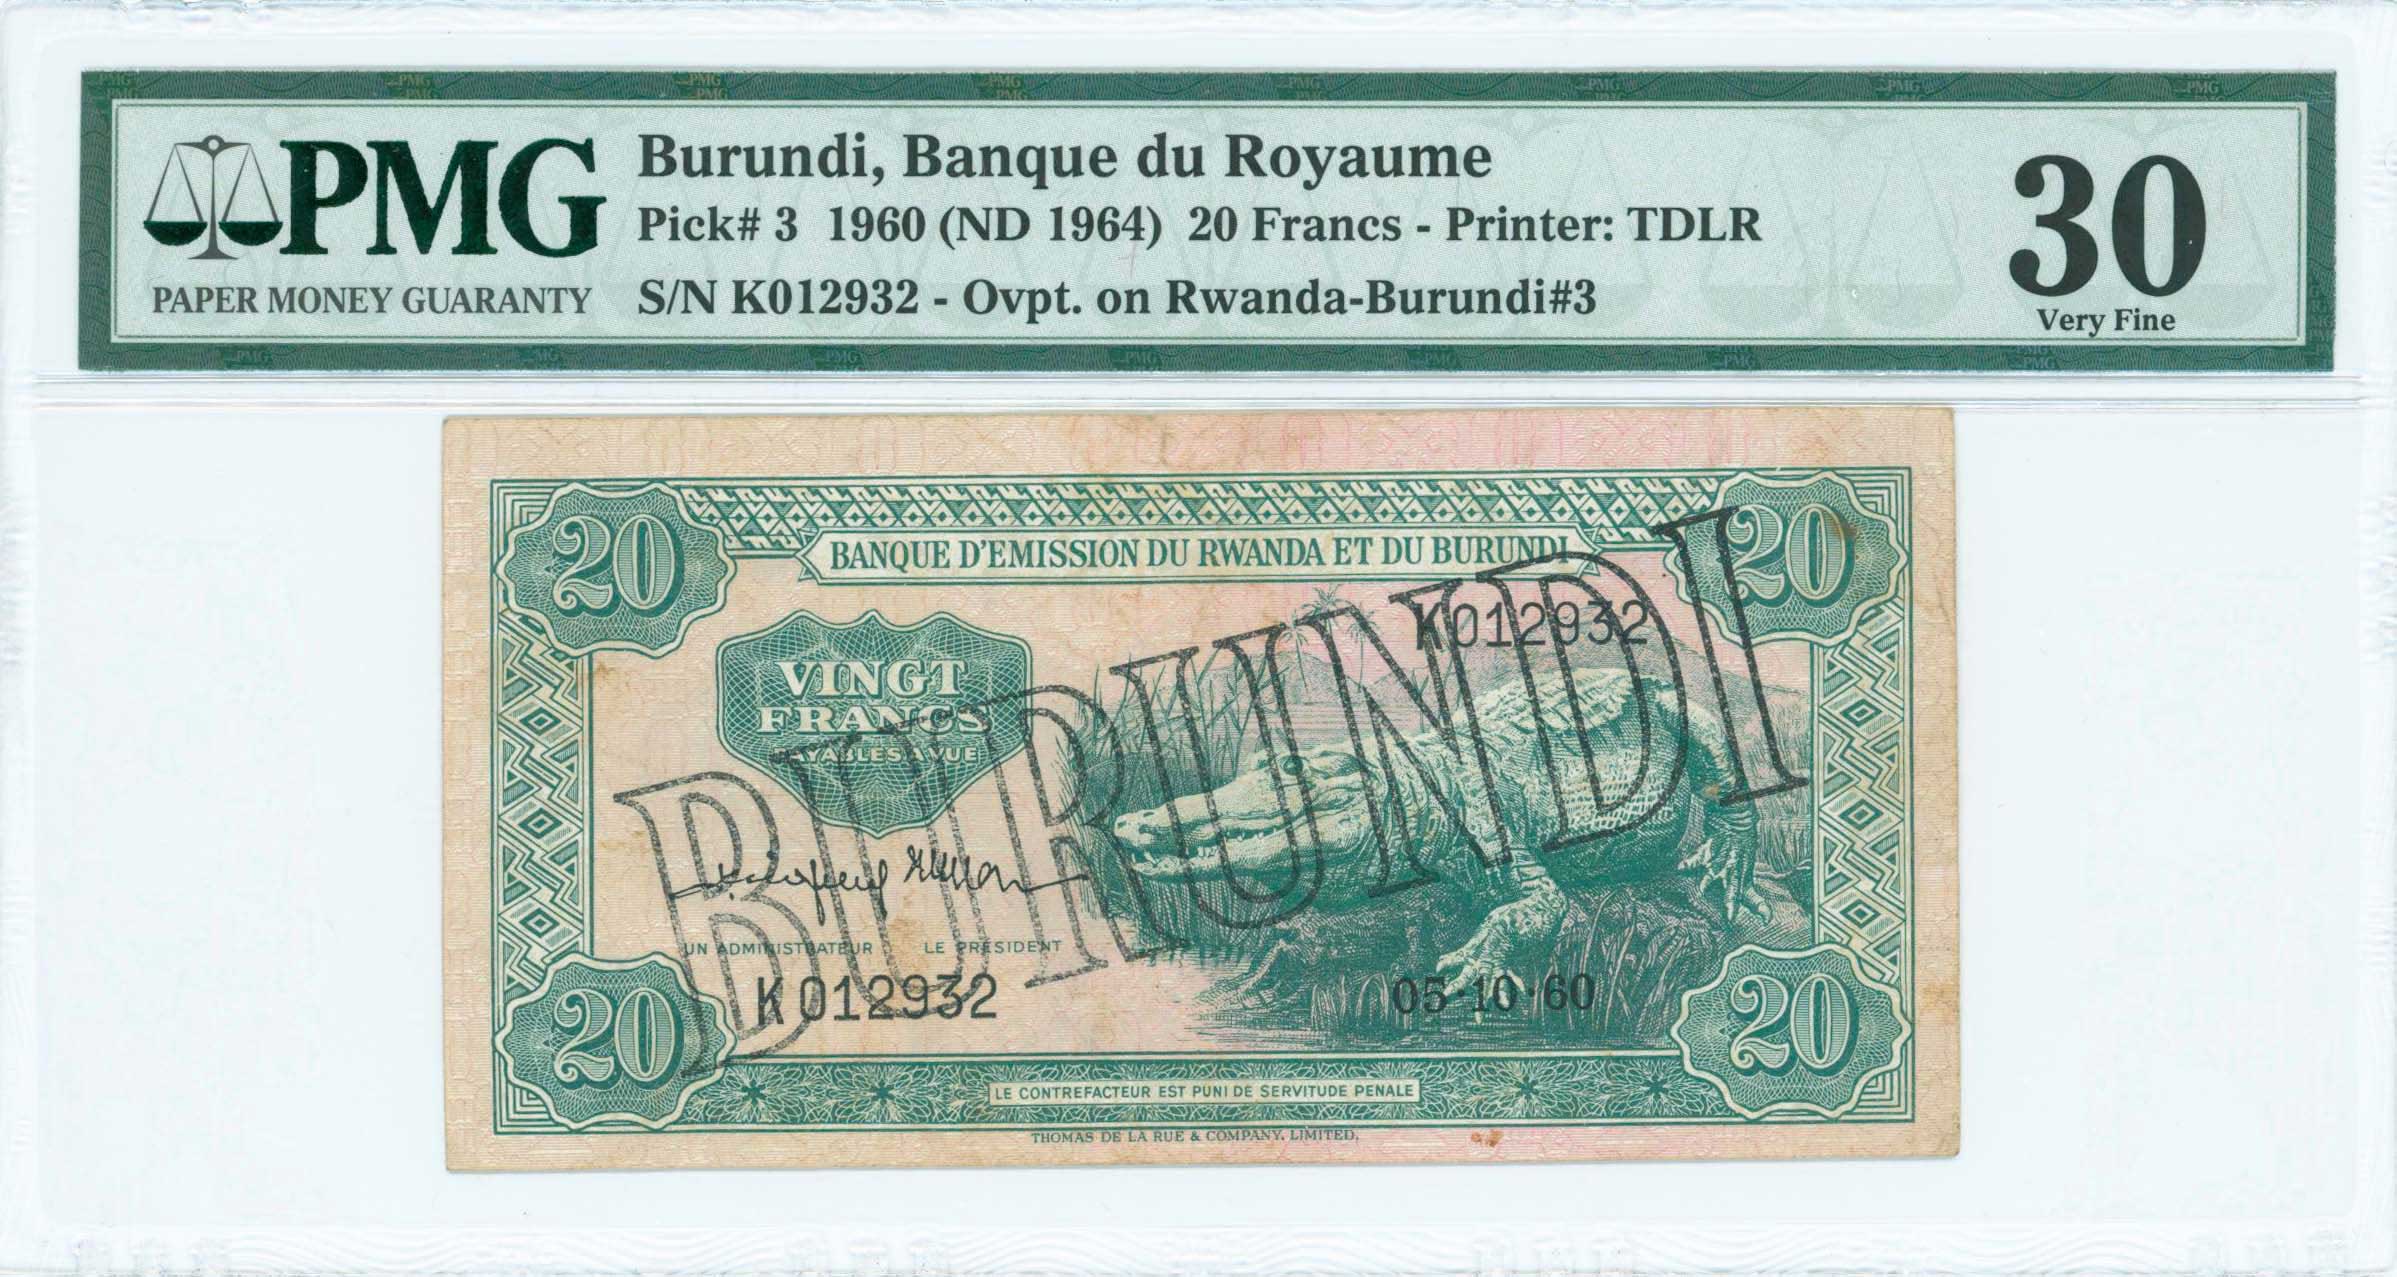 PMG
PAPER MONEY GUARANTY
Burundi, Banque du Royaume
Pick# 3 1960 (ND 1964) 20 Francs - Printer: TDLR
S/N K012932 - Ovpt. on Rwanda-Burundi#3
30
Very Fine
20
20
BANQUE D'EMISSION DU RWANDA ET DU BURUNDI
K012932
VINGT
FRANCS
PAYABLES A VUE
BURUNDI
UN ADMINISTRATEUR LE PRESIDENT
K012932
05·10·60
20
20
LE CONTREFACTEUR EST PUNI DE SERVITUDE PENALE
THOMAS DE LA RUE & COMPANY, LIMITED.